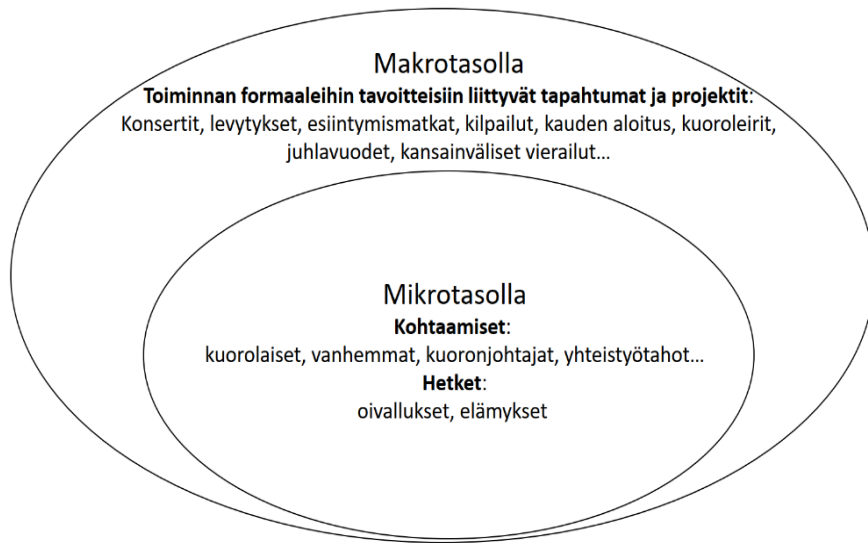 Makrotasolla
Toiminnan formaaleihin tavoitteisiin liittyvät tapahtumat ja projektit:
Konsertit, levytykset, esiintymismatkat, kilpailut, kauden aloitus, kuoroleirit,
juhlavuodet, kansainväliset vierailut...
Mikrotasolla
Kohtaamiset:
kuorolaiset, vanhemmat, kuoronjohtajat, yhteistyötahot...
Hetket:
oivallukset, elämykset